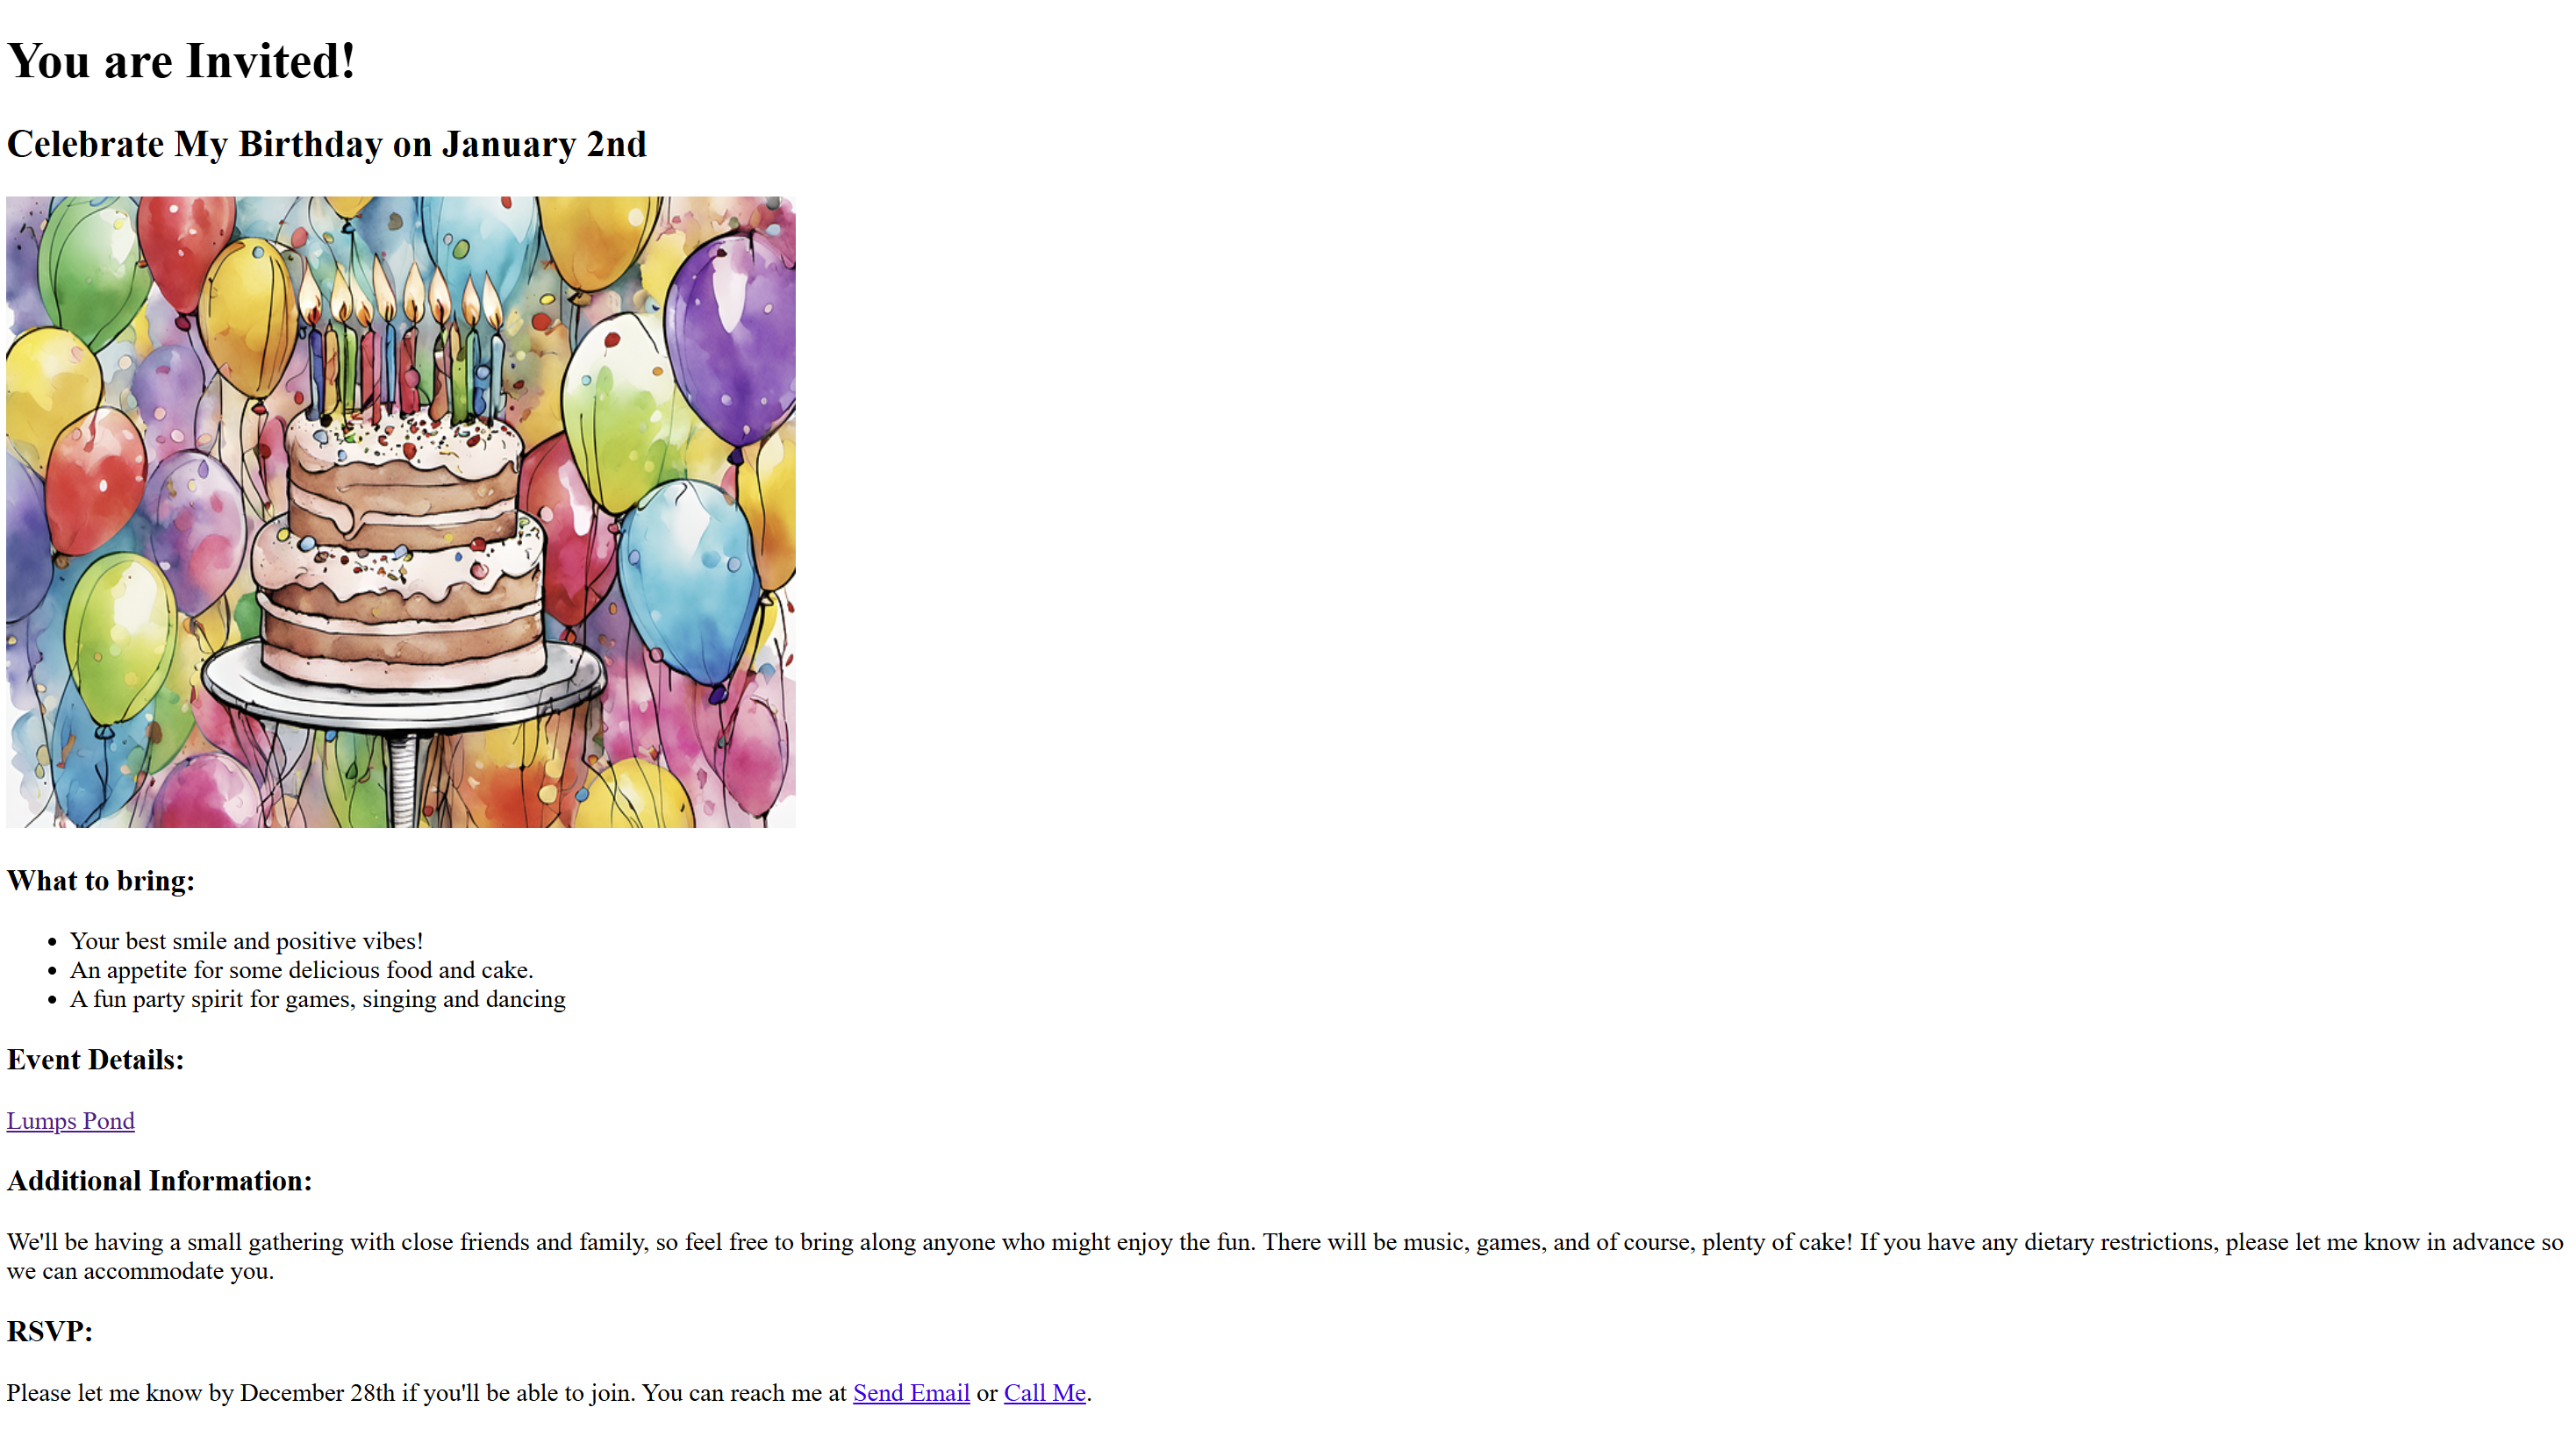 You are Invited!
Celebrate My Birthday on January 2nd
What to bring:
• Your best smile and positive vibes!
• An appetite for some delicious food and cake.
• A fun party spirit for games, singing and dancing
Event Details:
Lumps Pond
Additional Information:
We'll be having a small gathering with close friends and family, so feel free to bring along anyone who might enjoy the fun. There will be music, games, and of course, plenty of cake! If you have any dietary restrictions, please let me know in advance so
we can accommodate you.
RSVP:
Please let me know by December 28th if you'll be able to join. You can reach me at Send Email or Call Me.